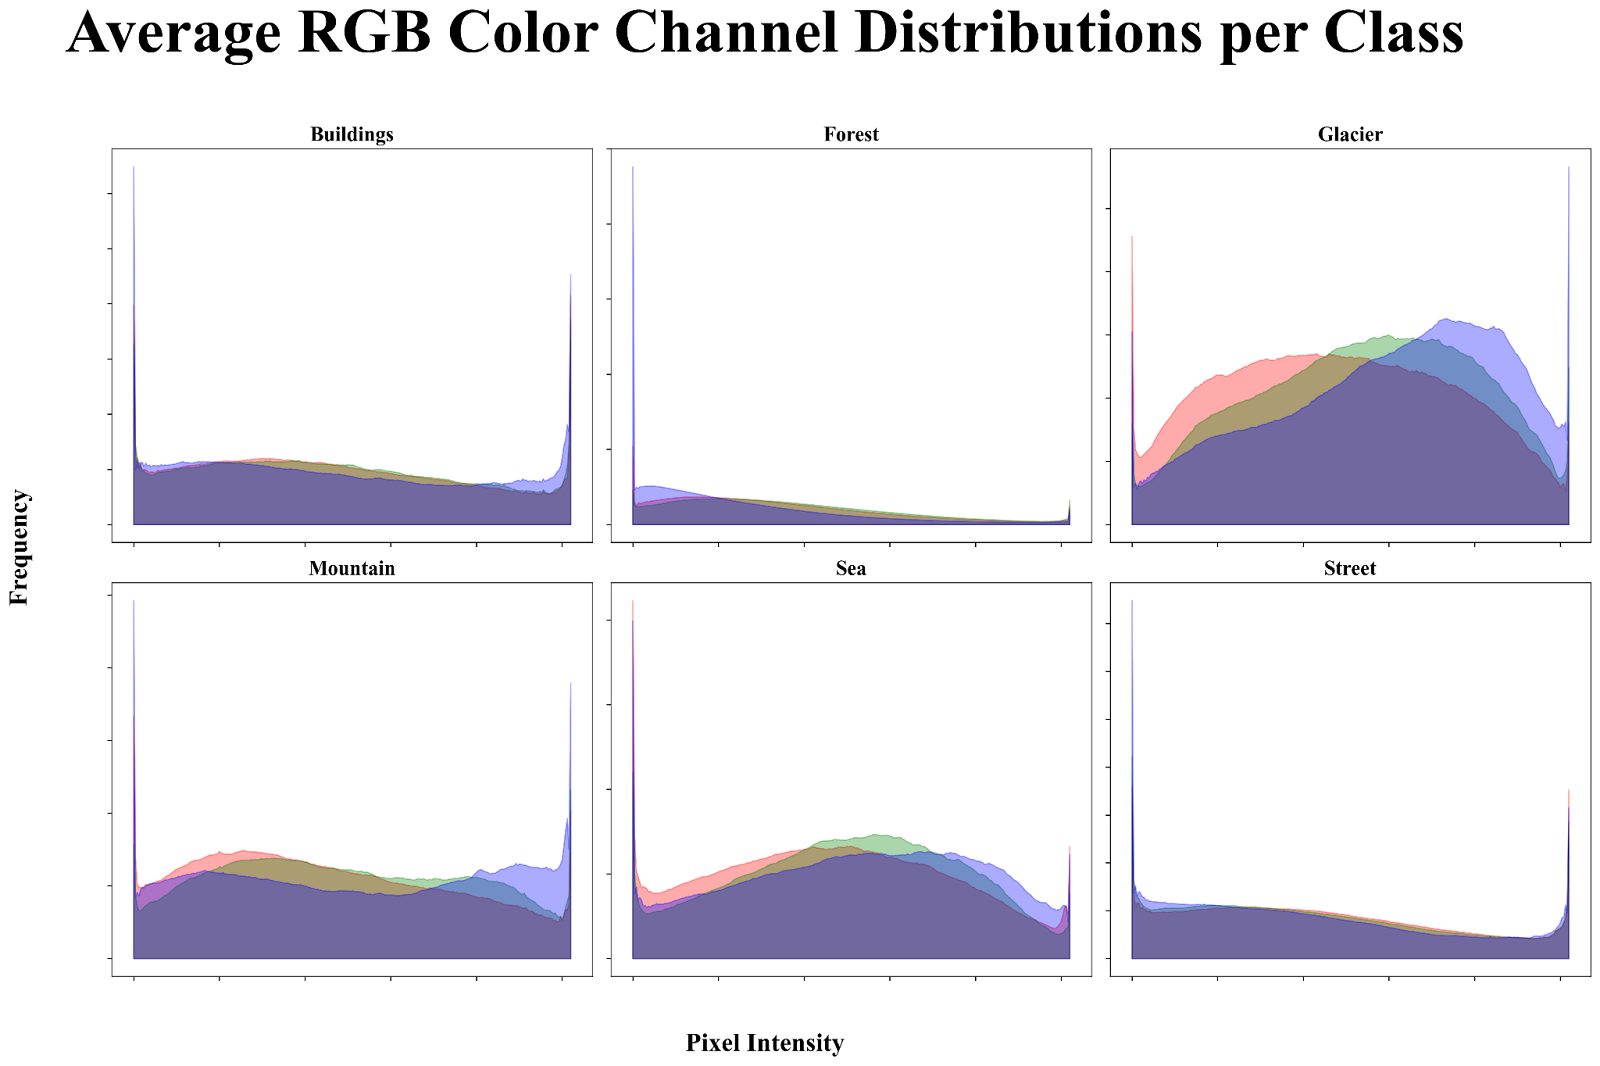 Average RGB Color Channel Distributions per Class
Buildings
Forest
Glacier
Frequency
Mountain
Sea
Street
Pixel Intensity